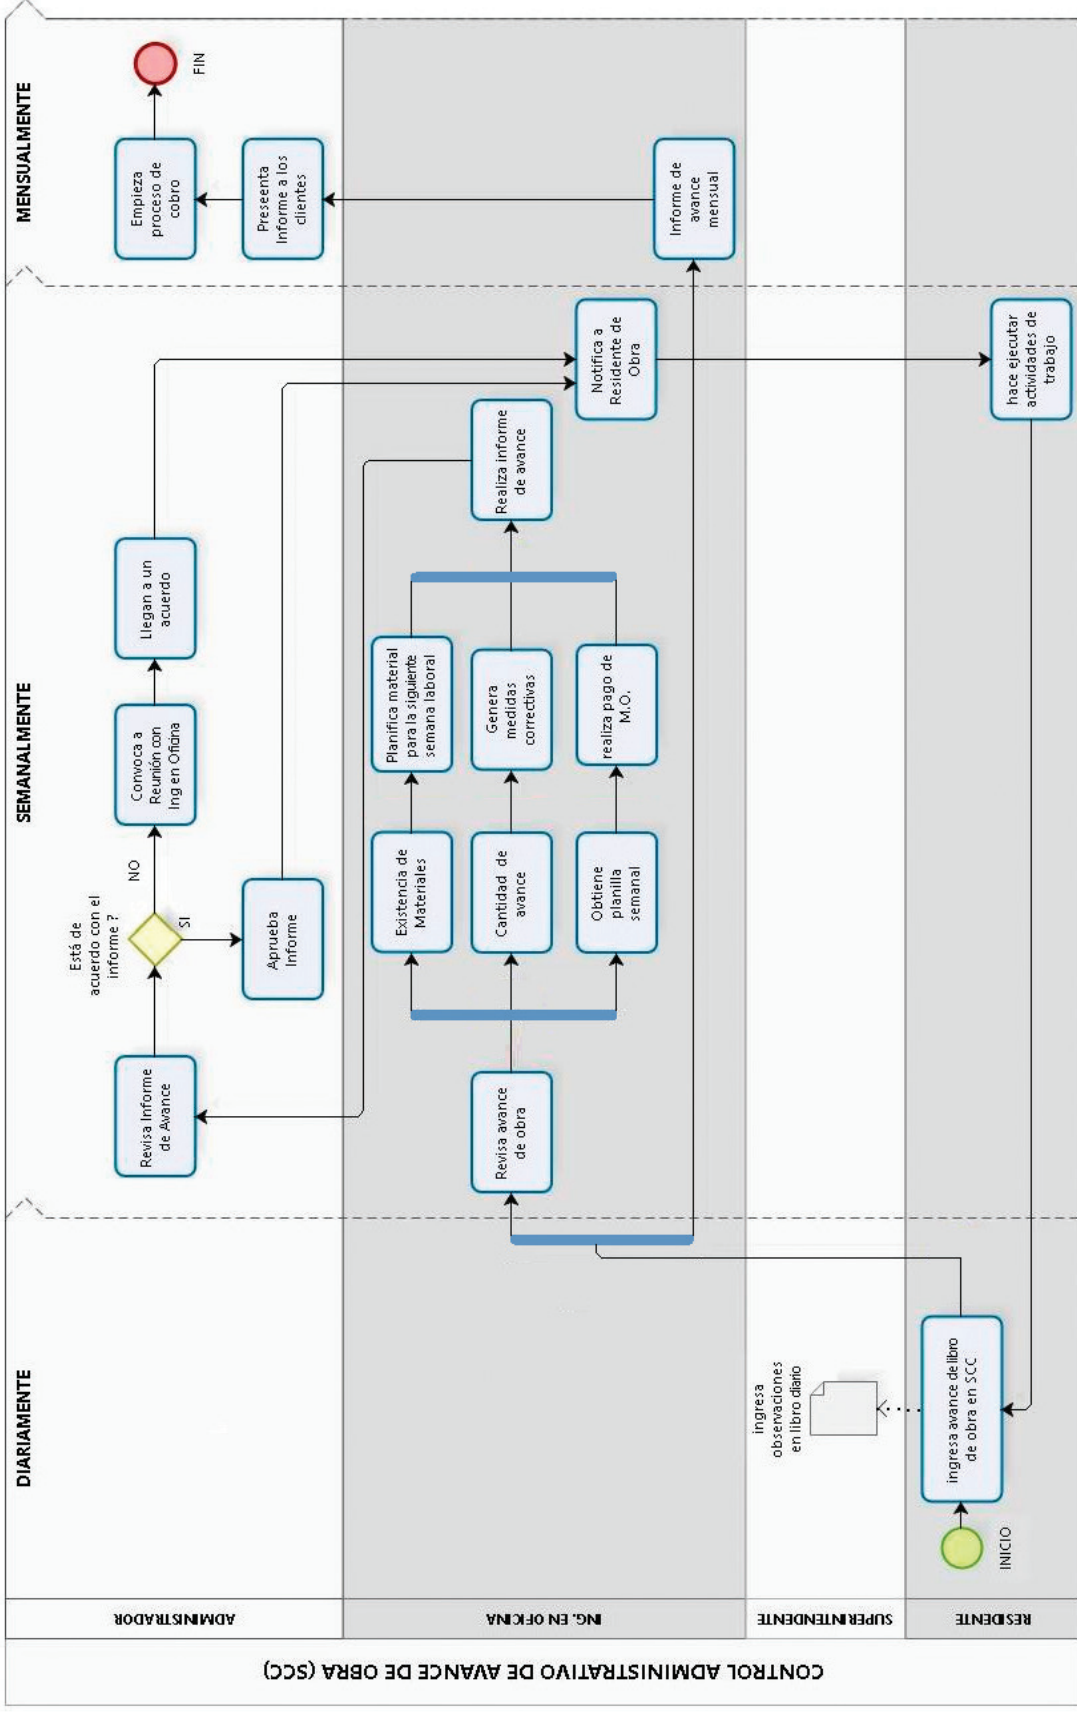 CONTROL ADMINISTRATIVO DE AVANCE DE OBRA (SCC)
DIARIAMENTE
SEMANALMENTE
MENSUALMENTE
ADMINISTRADOR
Revisa Informe
de Avance
Está de
acuerdo con el
informe ?
NO
SI
Convoca a
Reunión con
Ing en Oficina
Llegan a un
acuerdo
Aprueba
Informe
Empieza
proceso de
cobro
FIN
Preseenta
Informe a los
clientes
ING. EN OFICINA
Revisa avance
de obra
Existencia de
Materiales
Planifica material
para la siguiente
semana laboral
Cantidad de
avance
Genera
medidas
correctivas
Obtiene
planilla
semanal
realiza pago de
M.O.
Realiza informe
de avance
Notifica a
Residente de
Obra
Informe de
avance
mensual
SUPERINTENDENTE
ingresa
observaciones
en libro diario
RESIDENTE
INICIO
ingresa avance de libro
de obra en SCC
hace ejecutar
actividades de
trabajo